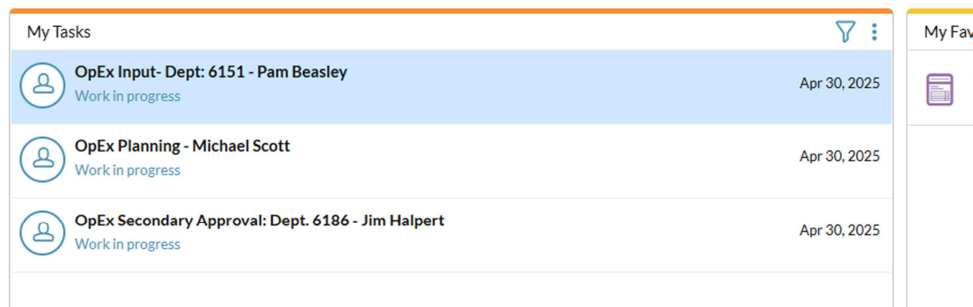 My Tasks
My Fav
OpEx Input- Dept: 6151 - Pam Beasley
Work in progress
Apr 30, 2025
OpEx Planning - Michael Scott
Work in progress
Apr 30, 2025
OpEx Secondary Approval: Dept. 6186 - Jim Halpert
Work in progress
Apr 30, 2025